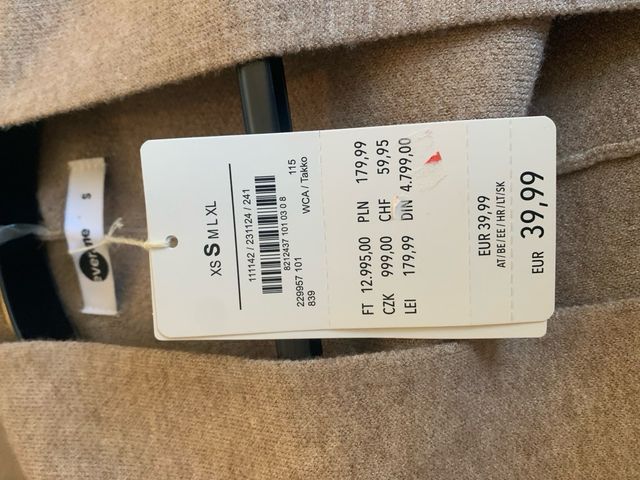 XS S M L XL
111142 / 231124 / 241
8212437 101 03 0 8
229957 101 115
839 WCA / Takko
FT 12.995,00 PLN 179,99
CZK 999,00 CHF 59,95
LEI 179,99 DIN 4.799,00
EUR 39,99
AT/BE/EE/HR/LT/SK
EUR 39,99
S